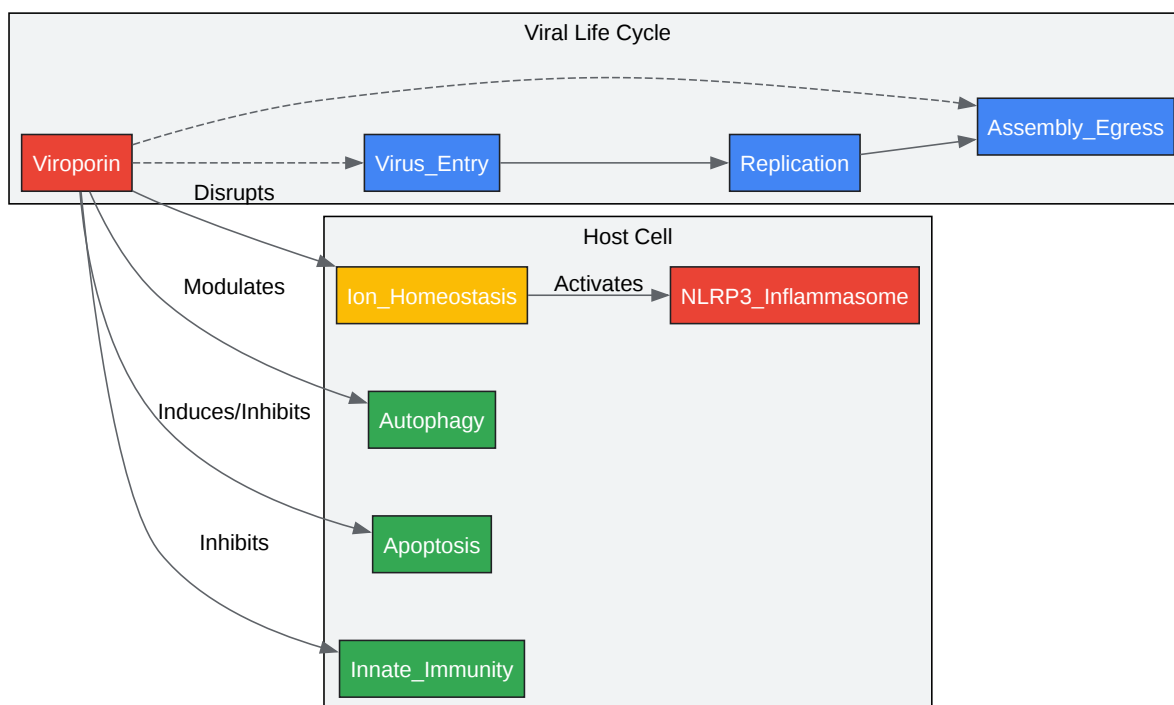 Viral Life Cycle
Assembly_Egress
Viroporin
Virus_Entry
Replication
Disrupts
Host Cell
Modulates
Ion_Homeostasis
Activates
NLRP3_Inflammasome
Induces/Inhibits
Autophagy
Inhibits
Apoptosis
Innate_Immunity